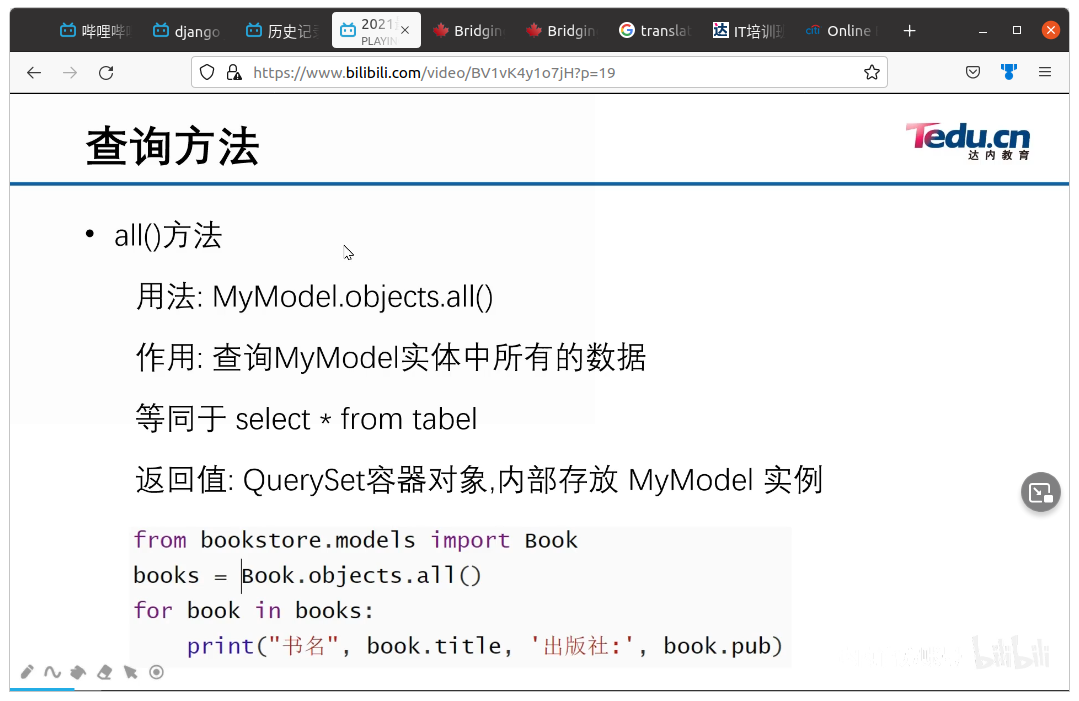 哔哩哔哩
django
历史记录
2021
PLAYIN
Bridgin
Bridgin
translat
IT培训班
Online
https://www.bilibili.com/video/BV1vK4y1o7jH?p=19
查询方法
Tedu.cn
达内教育
• all()方法
用法: MyModel.objects.all()
作用: 查询MyModel实体中所有的数据
等同于 select * from tabel
返回值: QuerySet容器对象,内部存放 MyModel 实例
from bookstore.models import Book
books = Book.objects.all()
for book in books:
print("书名", book.title, '出版社:', book.pub)
bilibili